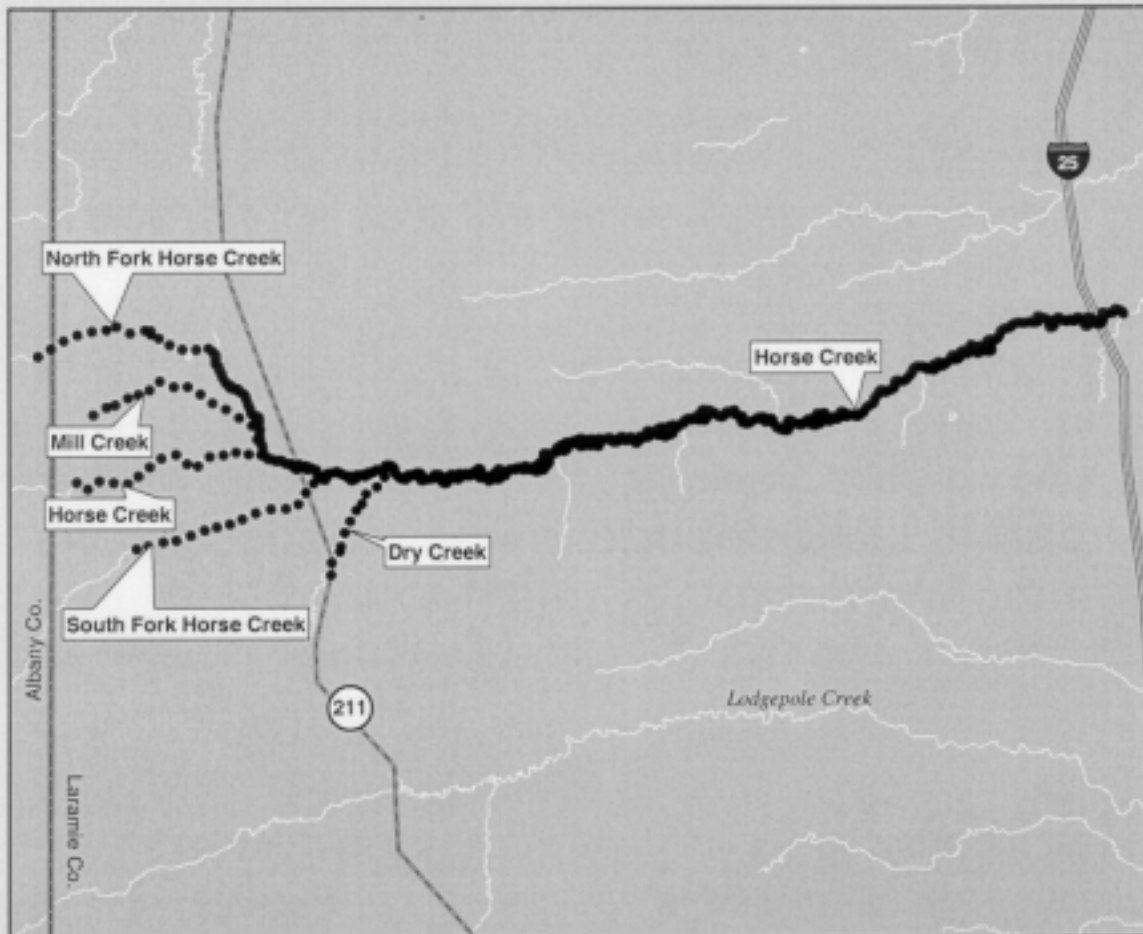 25
North Fork Horse Creek
Horse Creek
Mill Creek
Horse Creek
Dry Creek
South Fork Horse Creek
Albany Co.
Lodgepole Creek
211
Laramie Co.